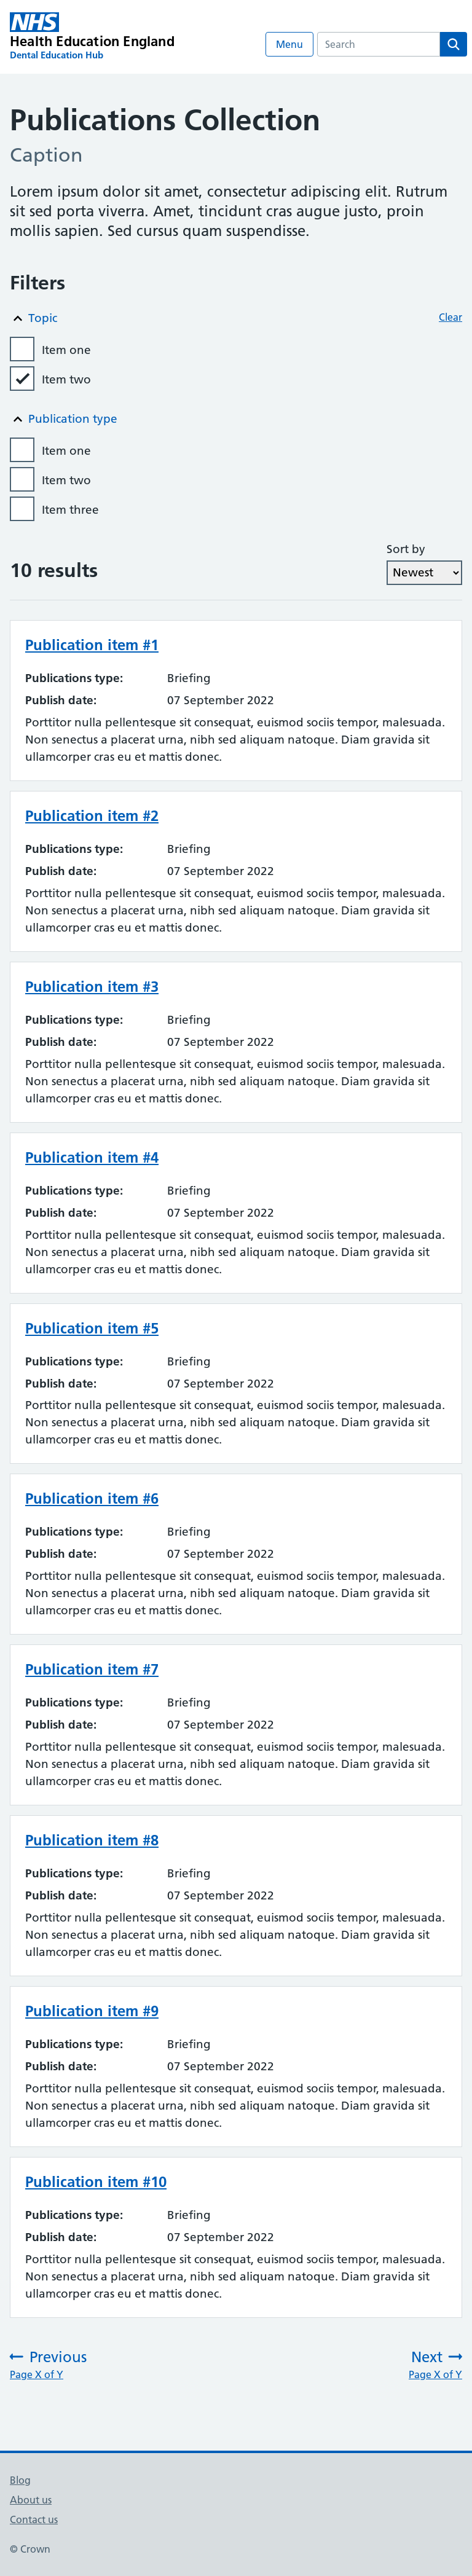 NHS
Health Education England
Dental Education Hub
Menu
Search
Publications Collection
Caption
Lorem ipsum dolor sit amet, consectetur adipiscing elit. Rutrum
sit sed porta viverra. Amet, tincidunt cras augue justo, proin
mollis sapien. Sed cursus quam suspendisse.
Filters
Topic
Clear
Item one
Item two
Publication type
Item one
Item two
Item three
Sort by
10 results
Newest
Publication item #1
Publications type: Briefing
Publish date: 07 September 2022
Porttitor nulla pellentesque sit consequat, euismod sociis tempor, malesuada.
Non senectus a placerat urna, nibh sed aliquam natoque. Diam gravida sit
ullamcorper cras eu et mattis donec.
Publication item #2
Publications type: Briefing
Publish date: 07 September 2022
Porttitor nulla pellentesque sit consequat, euismod sociis tempor, malesuada.
Non senectus a placerat urna, nibh sed aliquam natoque. Diam gravida sit
ullamcorper cras eu et mattis donec.
Publication item #3
Publications type: Briefing
Publish date: 07 September 2022
Porttitor nulla pellentesque sit consequat, euismod sociis tempor, malesuada.
Non senectus a placerat urna, nibh sed aliquam natoque. Diam gravida sit
ullamcorper cras eu et mattis donec.
Publication item #4
Publications type: Briefing
Publish date: 07 September 2022
Porttitor nulla pellentesque sit consequat, euismod sociis tempor, malesuada.
Non senectus a placerat urna, nibh sed aliquam natoque. Diam gravida sit
ullamcorper cras eu et mattis donec.
Publication item #5
Publications type: Briefing
Publish date: 07 September 2022
Porttitor nulla pellentesque sit consequat, euismod sociis tempor, malesuada.
Non senectus a placerat urna, nibh sed aliquam natoque. Diam gravida sit
ullamcorper cras eu et mattis donec.
Publication item #6
Publications type: Briefing
Publish date: 07 September 2022
Porttitor nulla pellentesque sit consequat, euismod sociis tempor, malesuada.
Non senectus a placerat urna, nibh sed aliquam natoque. Diam gravida sit
ullamcorper cras eu et mattis donec.
Publication item #7
Publications type: Briefing
Publish date: 07 September 2022
Porttitor nulla pellentesque sit consequat, euismod sociis tempor, malesuada.
Non senectus a placerat urna, nibh sed aliquam natoque. Diam gravida sit
ullamcorper cras eu et mattis donec.
Publication item #8
Publications type: Briefing
Publish date: 07 September 2022
Porttitor nulla pellentesque sit consequat, euismod sociis tempor, malesuada.
Non senectus a placerat urna, nibh sed aliquam natoque. Diam gravida sit
ullamcorper cras eu et mattis donec.
Publication item #9
Publications type: Briefing
Publish date: 07 September 2022
Porttitor nulla pellentesque sit consequat, euismod sociis tempor, malesuada.
Non senectus a placerat urna, nibh sed aliquam natoque. Diam gravida sit
ullamcorper cras eu et mattis donec.
Publication item #10
Publications type: Briefing
Publish date: 07 September 2022
Porttitor nulla pellentesque sit consequat, euismod sociis tempor, malesuada.
Non senectus a placerat urna, nibh sed aliquam natoque. Diam gravida sit
ullamcorper cras eu et mattis donec.
Previous
Page X of Y
Next
Page X of Y
Blog
About us
Contact us
© Crown